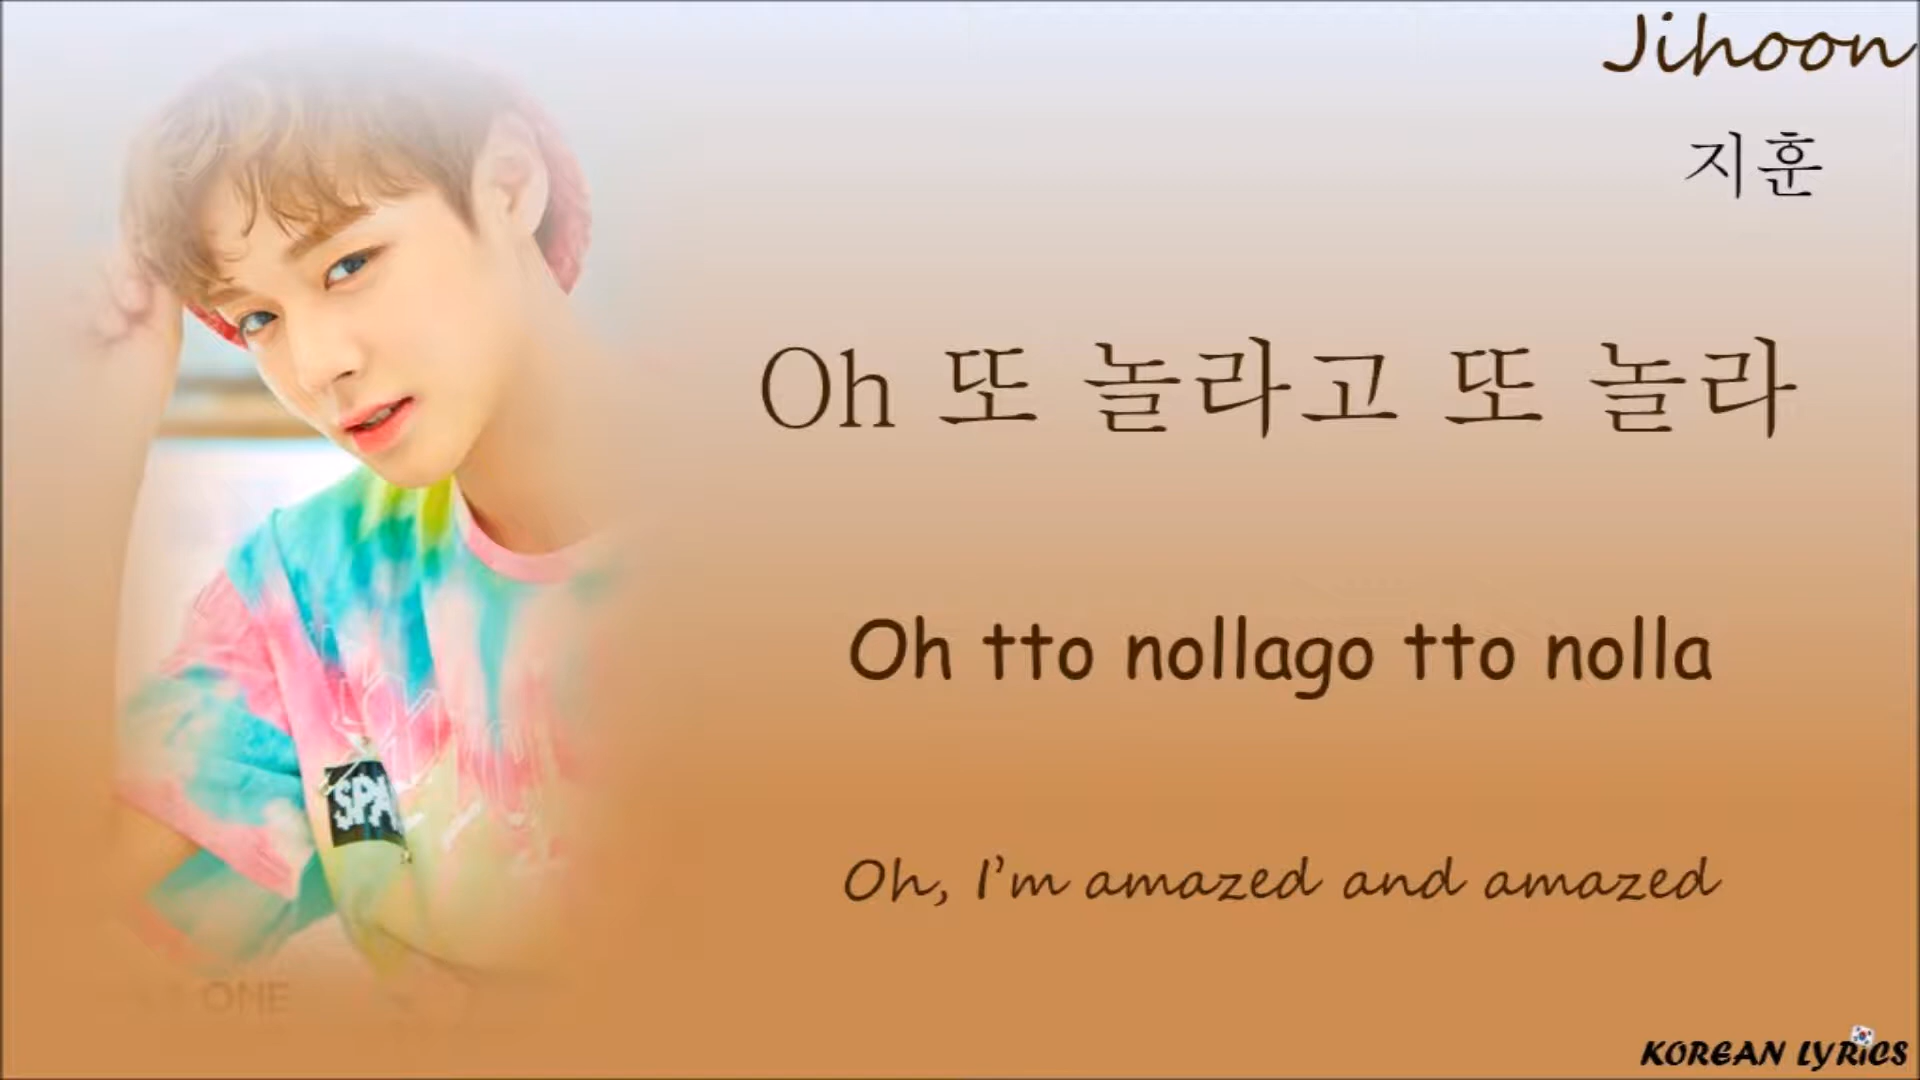 Jihoon
지훈
Oh 또 놀라고 또 놀라
Oh tto nollago tto nolla
Oh, I'm amazed and amazed
ONE
KOREAN LYRICS